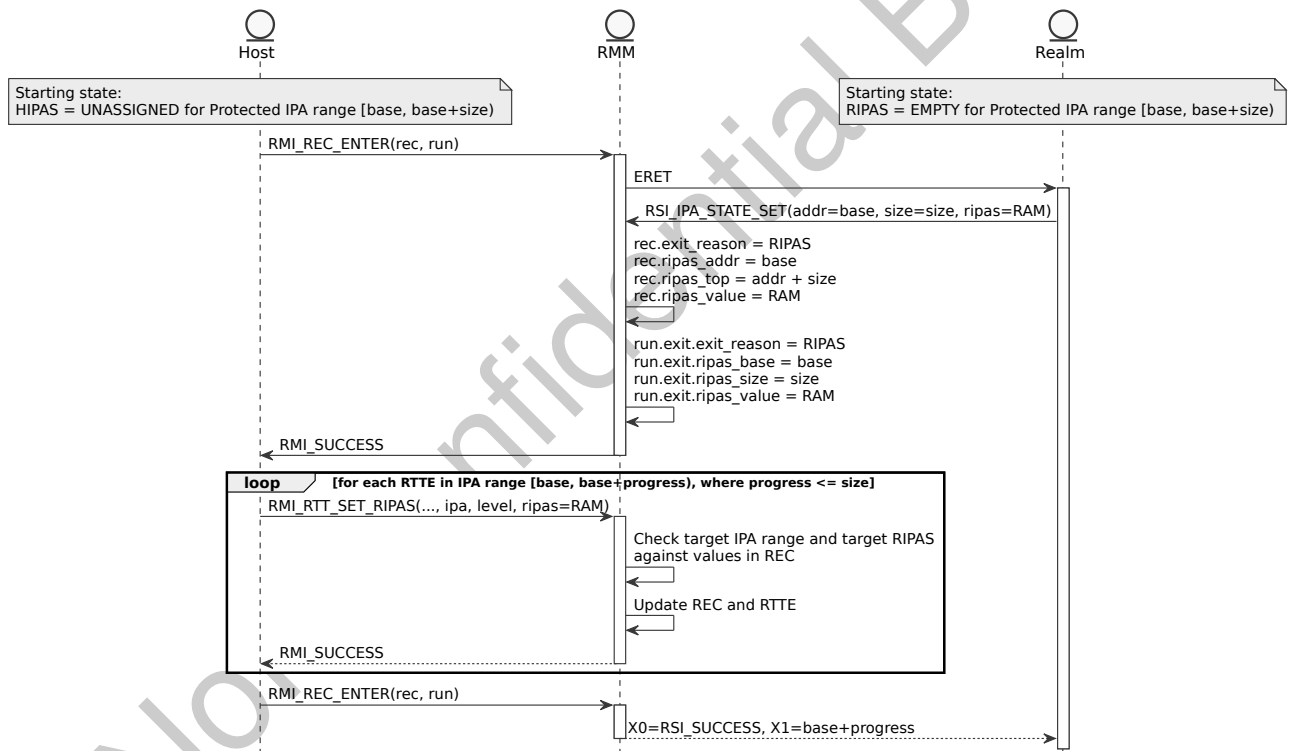 Host
RMM
Realm
Starting state:
HIPAS = UNASSIGNED for Protected IPA range [base, base+size)
Starting state:
RIPAS = EMPTY for Protected IPA range [base, base+size)
RMI_REC_ENTER(rec, run)
ERET
RSI_IPA_STATE_SET(addr=base, size=size, ripas=RAM)
rec.exit_reason = RIPAS
rec.ripas_addr = base
rec.ripas_top = addr + size
rec.ripas_value = RAM
run.exit.exit_reason = RIPAS
run.exit.ripas_base = base
run.exit.ripas_size = size
run.exit.ripas_value = RAM
RMI_SUCCESS
loop
[for each RTTE in IPA range [base, base+progress), where progress <= size]
RMI_RTT_SET_RIPAS(..., ipa, level, ripas=RAM)
Check target IPA range and target RIPAS
against values in REC
Update REC and RTTE
RMI_SUCCESS
RMI_REC_ENTER(rec, run)
X0=RSI_SUCCESS, X1=base+progress